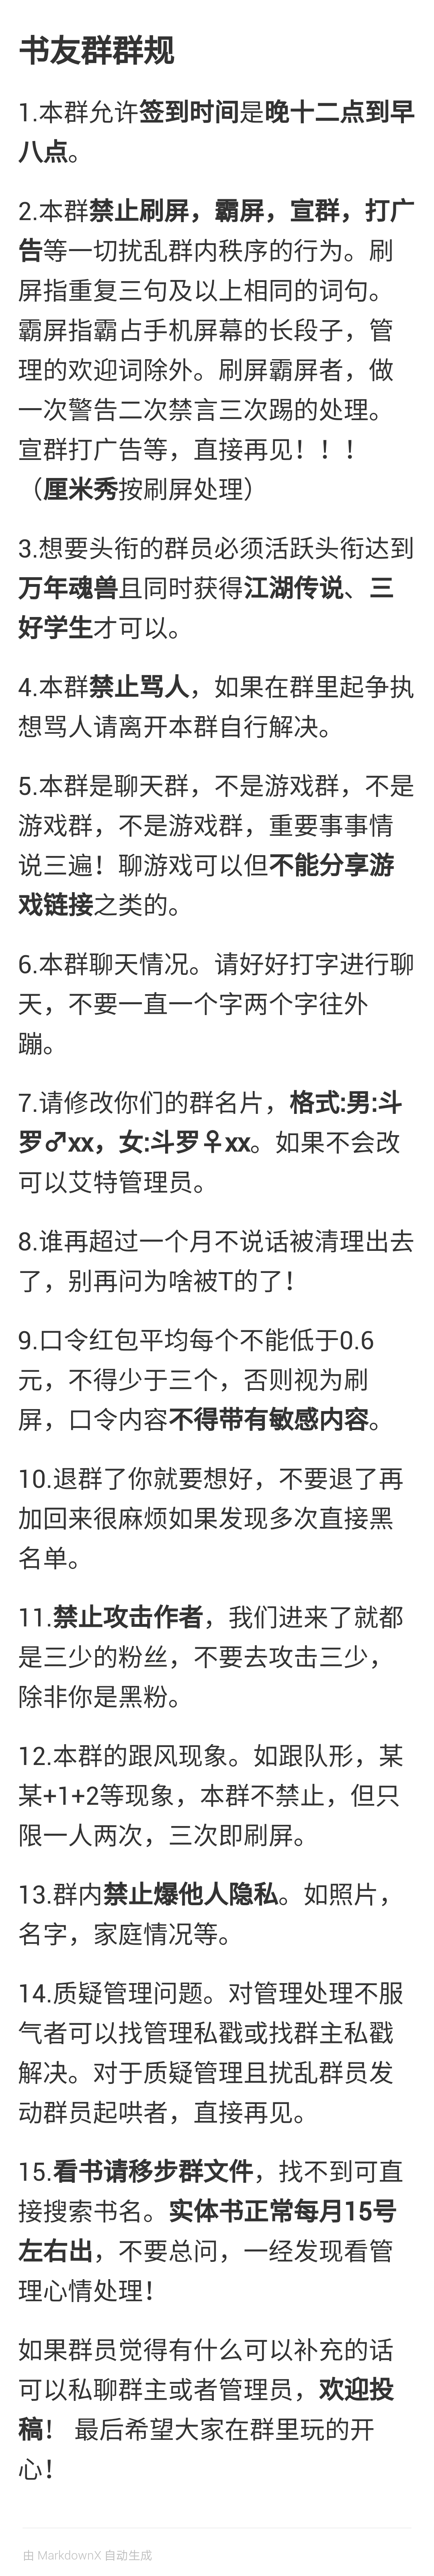 书友群群规
1.本群允许签到时间是晚十二点到早
八点。
2.本群禁止刷屏，霸屏，宣群，打广
告等一切扰乱群内秩序的行为。刷
屏指重复三句及以上相同的词句。
霸屏指霸占手机屏幕的长段子，管
理的欢迎词除外。刷屏霸屏者，做
一次警告二次禁言三次踢的处理。
宣群打广告等，直接再见！！！
（厘米秀按刷屏处理）
3.想要头衔的群员必须活跃头衔达到
万年魂兽且同时获得江湖传说、三
好学生才可以。
4.本群禁止骂人，如果在群里起争执
想骂人请离开本群自行解决。
5.本群是聊天群，不是游戏群，不是
游戏群，不是游戏群，重要事事情
说三遍！聊游戏可以但不能分享游
戏链接之类的。
6.本群聊天情况。请好好打字进行聊
天，不要一直一个字两个字往外
蹦。
7.请修改你们的群名片，格式:男:斗
罗♂xx，女:斗罗♀xx。如果不会改
可以艾特管理员。
8.谁再超过一个月不说话被清理出去
了，别再问为啥被T的了！
9.口令红包平均每个不能低于0.6
元，不得少于三个，否则视为刷
屏，口令内容不得带有敏感内容。
10.退群了你就要想好，不要退了再
加回来很麻烦如果发现多次直接黑
名单。
11.禁止攻击作者，我们进来了就都
是三少的粉丝，不要去攻击三少，
除非你是黑粉。
12.本群的跟风现象。如跟队形，某
某+1+2等现象，本群不禁止，但只
限一人两次，三次即刷屏。
13.群内禁止爆他人隐私。如照片，
名字，家庭情况等。
14.质疑管理问题。对管理处理不服
气者可以找管理私戳或找群主私戳
解决。对于质疑管理且扰乱群员发
动群员起哄者，直接再见。
15.看书请移步群文件，找不到可直
接搜索书名。实体书正常每月15号
左右出，不要总问，一经发现看管
理心情处理！
如果群员觉得有什么可以补充的话
可以私聊群主或者管理员，欢迎投
稿！ 最后希望大家在群里玩的开
心！
由 MarkdownX 自动生成